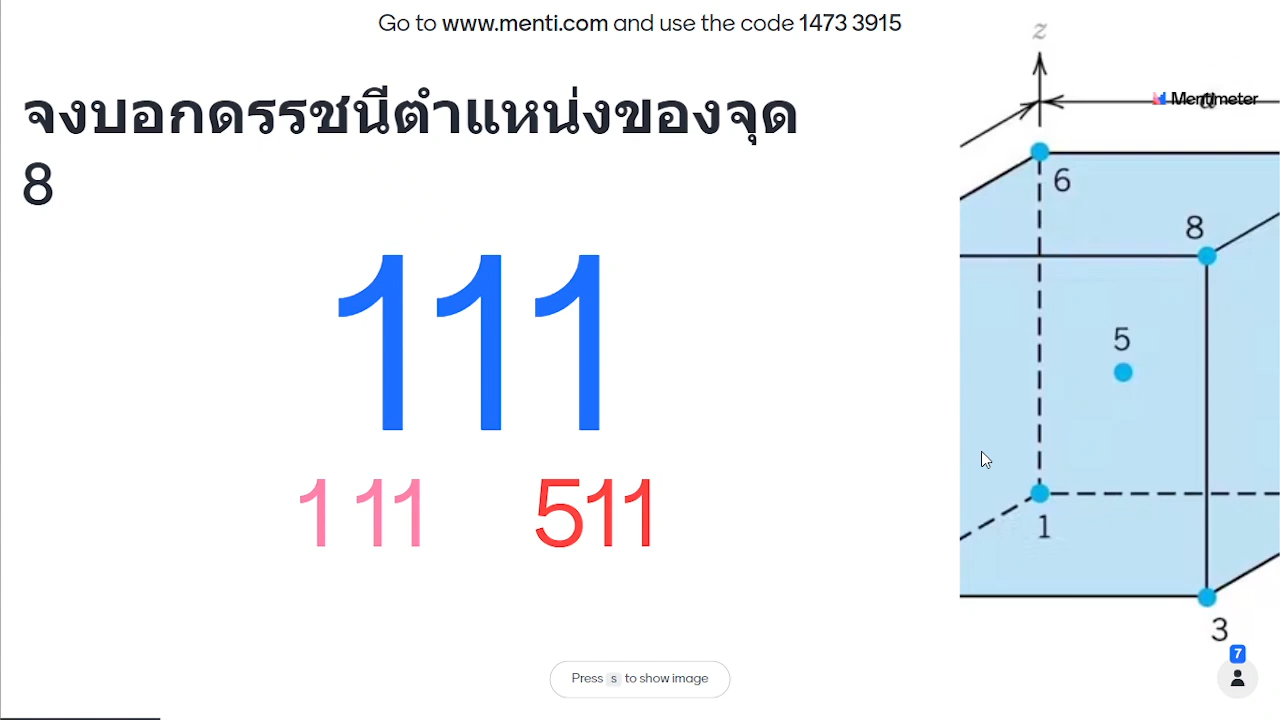 Go to www.menti.com and use the code 1473 3915
z
Mentimeter
จงบอกดรรชนีตำแหน่งของจุด
8
6
8
111
5
111 511
1
3
7
Press s to show image